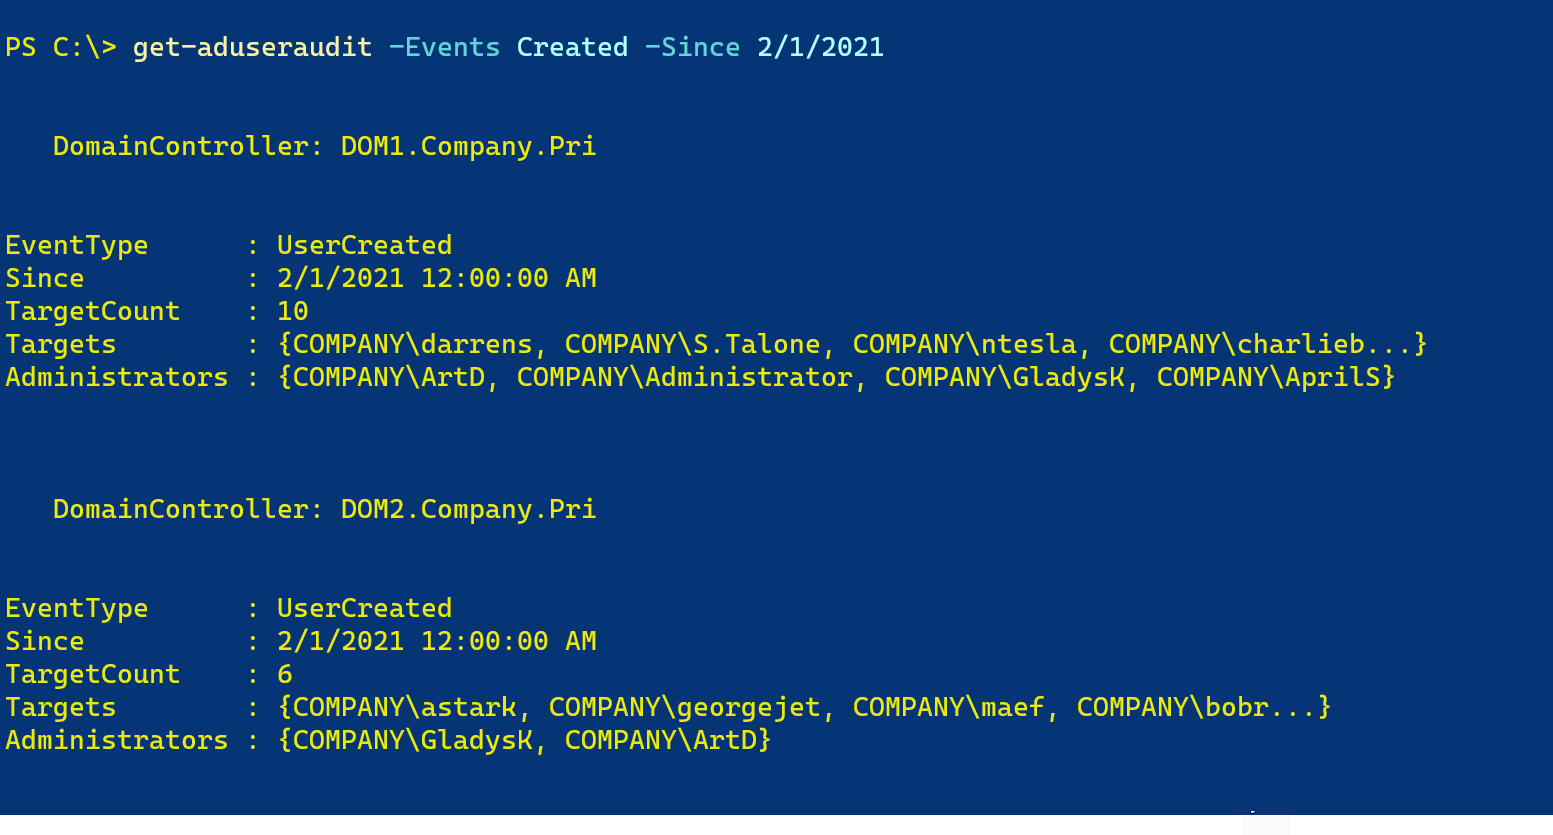 PS C:\> get-aduseraudit -Events Created -Since 2/1/2021
DomainController: DOM1.Company.Pri
EventType      : UserCreated
Since          : 2/1/2021 12:00:00 AM
TargetCount    : 10
Targets        : {COMPANY\darrens, COMPANY\S.Talone, COMPANY\ntesla, COMPANY\charlieb...}
Administrators : {COMPANY\ArtD, COMPANY\Administrator, COMPANY\GladysK, COMPANY\AprilS}
DomainController: DOM2.Company.Pri
EventType      : UserCreated
Since          : 2/1/2021 12:00:00 AM
TargetCount    : 6
Targets        : {COMPANY\astark, COMPANY\georgejet, COMPANY\maef, COMPANY\bobr...}
Administrators : {COMPANY\GladysK, COMPANY\ArtD}